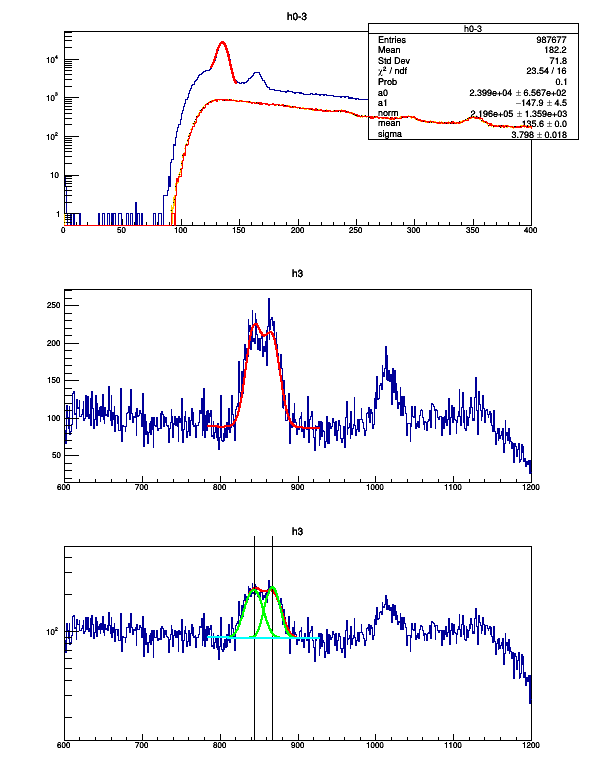 h0-3
h0-3
Entries 987677
Mean 182.2
Std Dev 71.8
χ² / ndf 23.54 / 16
Prob 0.1
a0 2.399e+04 ± 6.567e+02
a1 −147.9 ± 4.5
norm 2.196e+05 ± 1.359e+03
mean 135.6 ± 0.0
sigma 3.798 ± 0.018
10⁴
10³
10²
10
1
0 50 100 150 200 250 300 350 400
h3
250
200
150
100
50
600 700 800 900 1000 1100 1200
h3
10²
600 700 800 900 1000 1100 1200